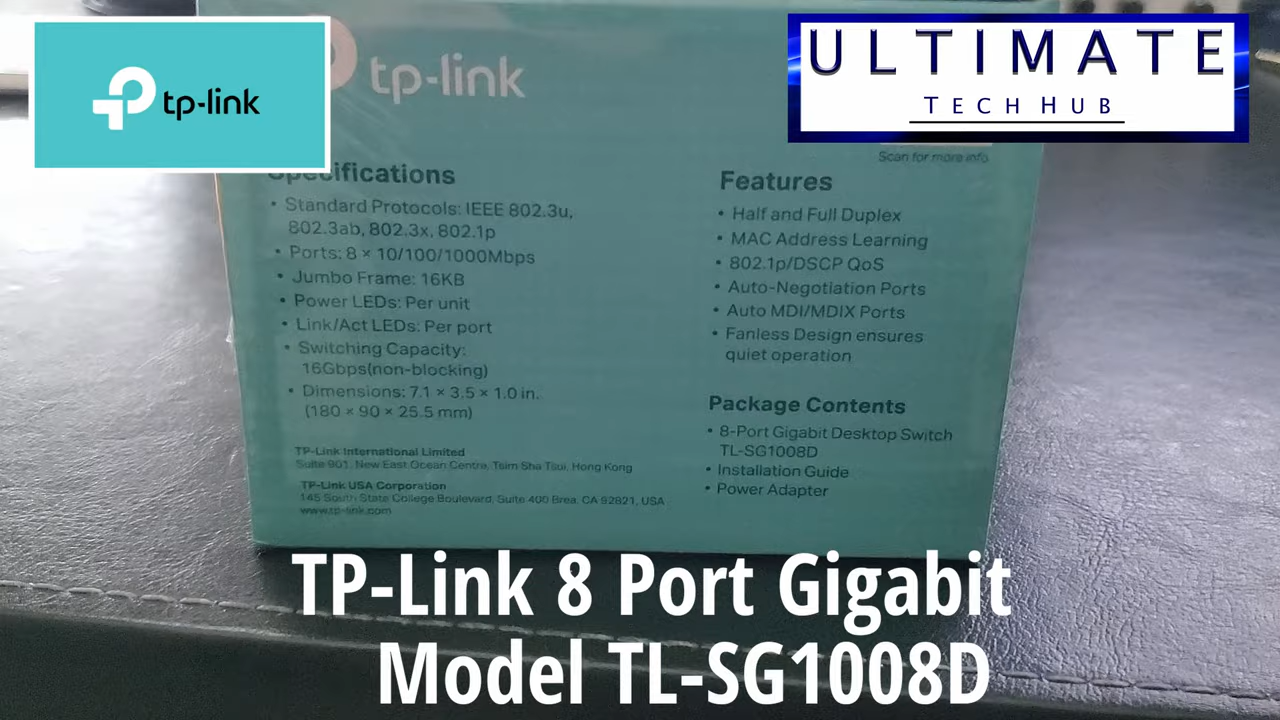 tp-link
ULTIMATE
TECH HUB
tp-link
Scan for more info
Specifications
• Standard Protocols: IEEE 802.3u,
802.3ab, 802.3x, 802.1p
• Ports: 8 × 10/100/1000Mbps
• Jumbo Frame: 16KB
• Power LEDs: Per unit
• Link/Act LEDs: Per port
• Switching Capacity:
16Gbps(non-blocking)
• Dimensions: 7.1 × 3.5 × 1.0 in.
(180 × 90 × 25.5 mm)
TP-Link International Limited
Suite 901, New East Ocean Centre, Tsim Sha Tsui, Hong Kong
TP-Link USA Corporation
145 South State College Boulevard, Suite 400 Brea, CA 92821, USA
www.tp-link.com
Features
• Half and Full Duplex
• MAC Address Learning
• 802.1p/DSCP QoS
• Auto-Negotiation Ports
• Auto MDI/MDIX Ports
• Fanless Design ensures
quiet operation
Package Contents
• 8-Port Gigabit Desktop Switch
TL-SG1008D
• Installation Guide
• Power Adapter
TP-Link 8 Port Gigabit
Model TL-SG1008D